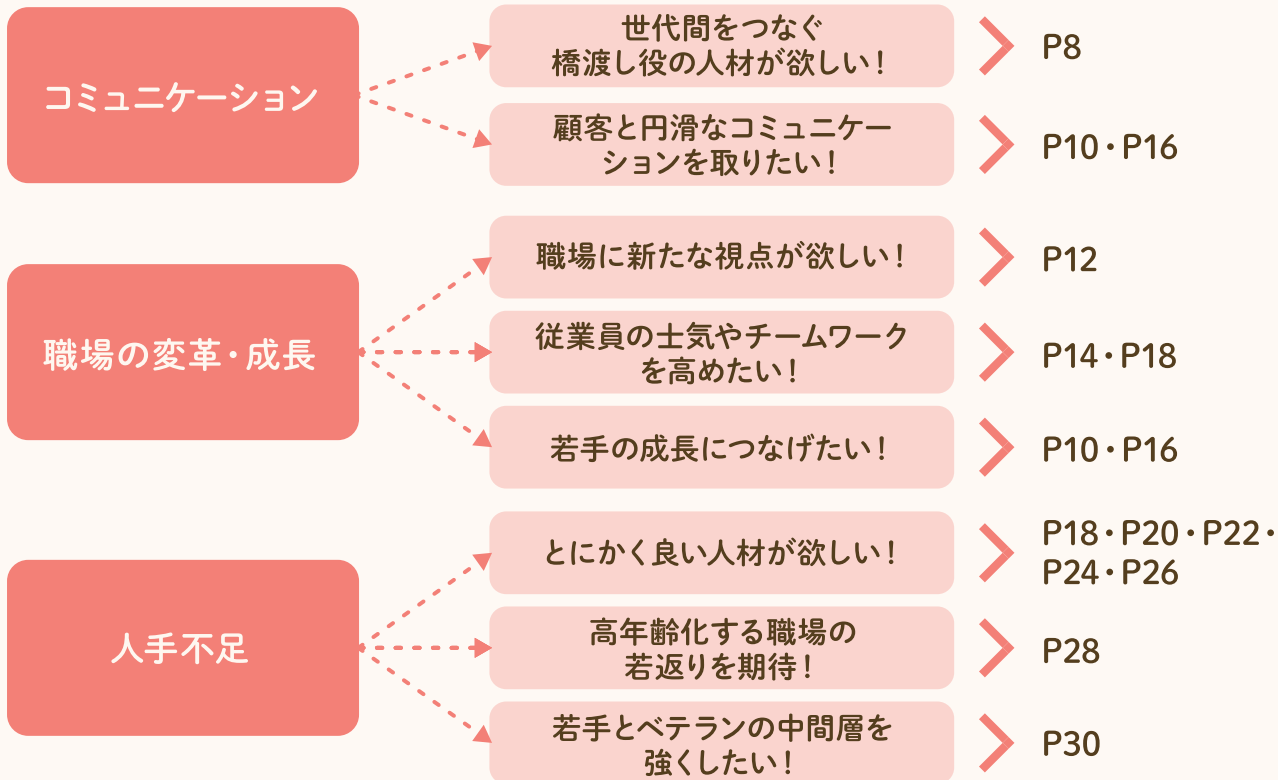 コミュニケーション
世代間をつなぐ
橋渡し役の人材が欲しい！
P8
顧客と円滑なコミュニケー
ションを取りたい！
P10・P16
職場の変革・成長
職場に新たな視点が欲しい！
P12
従業員の士気やチームワーク
を高めたい！
P14・P18
若手の成長につなげたい！
P10・P16
人手不足
とにかく良い人材が欲しい！
P18・P20・P22・
P24・P26
高年齢化する職場の
若返りを期待！
P28
若手とベテランの中間層を
強くしたい！
P30